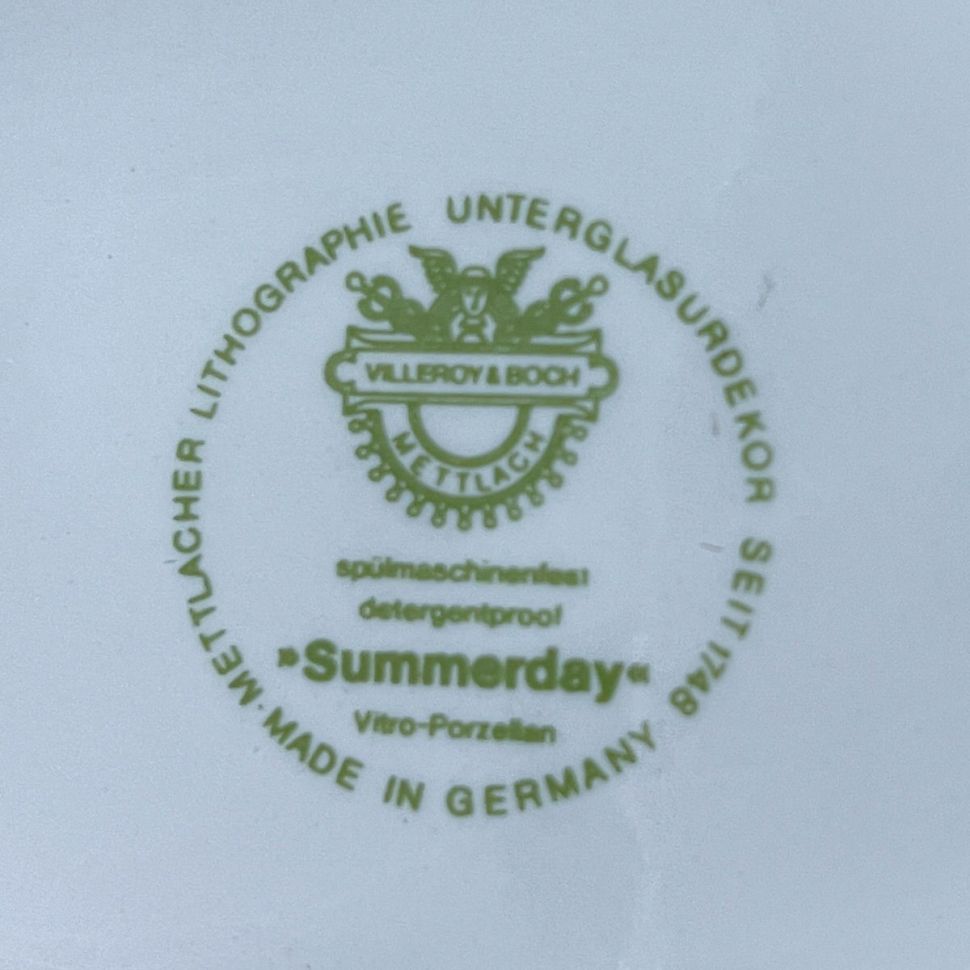 METTLACHER LITHOGRAPHIE UNTERGLASURDEKOR SEIT 1748
VILLEROY & BOCH
METTLACH
spülmaschinenfest
detergentproof
»Summerday«
Vitro-Porzellan
· MADE IN GERMANY